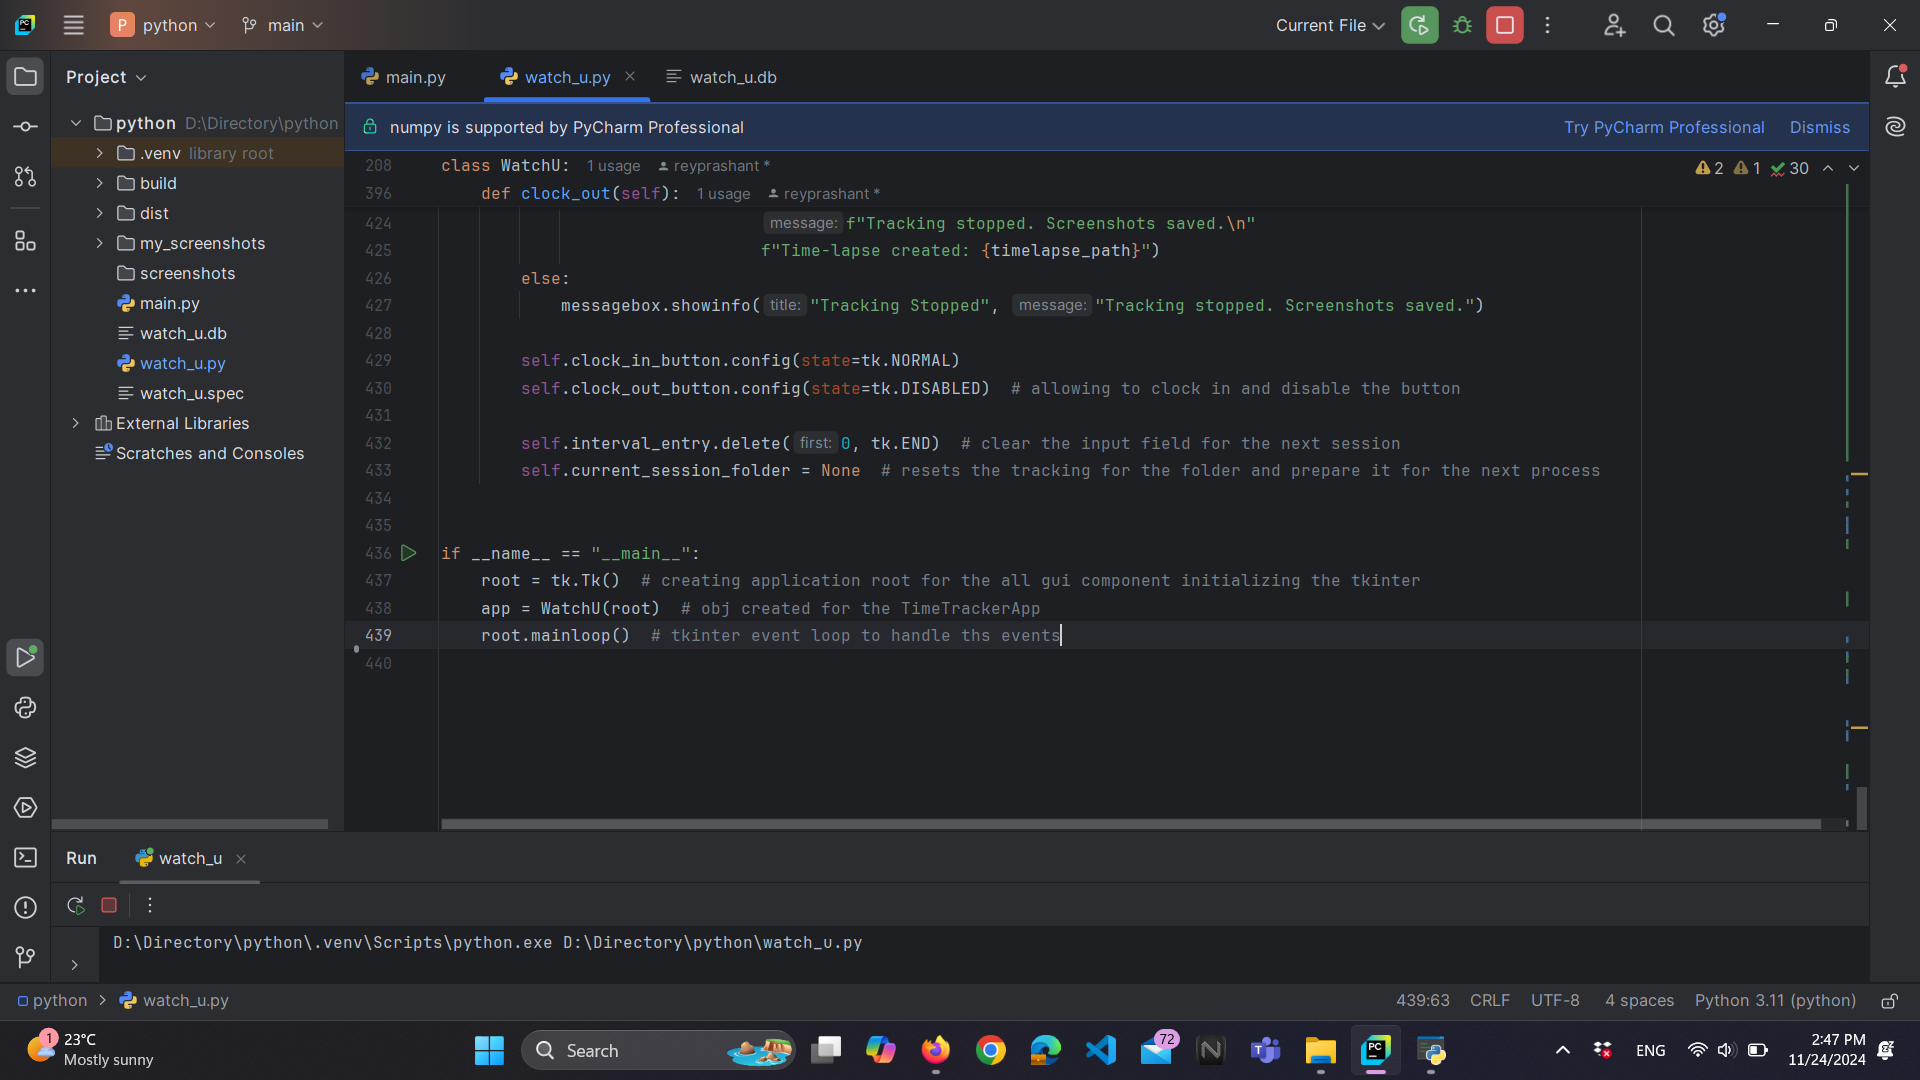 P python main Current File
Project
main.py watch_u.py watch_u.db
numpy is supported by PyCharm Professional Try PyCharm Professional Dismiss
python D:\Directory\python
.venv library root
build
dist
my_screenshots
screenshots
main.py
watch_u.db
watch_u.py
watch_u.spec
External Libraries
Scratches and Consoles
208 class WatchU: 1 usage reyprashant * 2 1 30
396 def clock_out(self): 1 usage reyprashant *
424 message: f"Tracking stopped. Screenshots saved.\n"
425 f"Time-lapse created: {timelapse_path}")
426 else:
427 messagebox.showinfo( title: "Tracking Stopped", message: "Tracking stopped. Screenshots saved.")
428
429 self.clock_in_button.config(state=tk.NORMAL)
430 self.clock_out_button.config(state=tk.DISABLED) # allowing to clock in and disable the button
431
432 self.interval_entry.delete( first: 0, tk.END) # clear the input field for the next session
433 self.current_session_folder = None # resets the tracking for the folder and prepare it for the next process
434
435
436 if __name__ == "__main__":
437 root = tk.Tk() # creating application root for the all gui component initializing the tkinter
438 app = WatchU(root) # obj created for the TimeTrackerApp
439 root.mainloop() # tkinter event loop to handle ths events
440
Run watch_u
D:\Directory\python\.venv\Scripts\python.exe D:\Directory\python\watch_u.py
python watch_u.py 439:63 CRLF UTF-8 4 spaces Python 3.11 (python)
1 23°C
Mostly sunny
Search
PC
72
N
T
PC
ENG
2:47 PM
11/24/2024